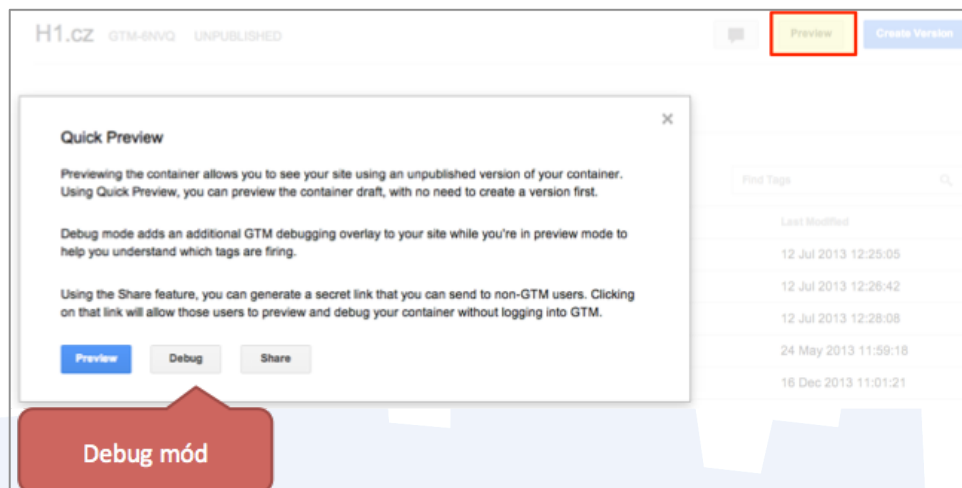 H1.cz GTM-6NVQ UNPUBLISHED
Preview
Create Version
Quick Preview
Previewing the container allows you to see your site using an unpublished version of your container.
Using Quick Preview, you can preview the container draft, with no need to create a version first.
Debug mode adds an additional GTM debugging overlay to your site while you're in preview mode to
help you understand which tags are firing.
Using the Share feature, you can generate a secret link that you can send to non-GTM users. Clicking
on that link will allow those users to preview and debug your container without logging into GTM.
Preview
Debug
Share
Find Tags
Last Modified
12 Jul 2013 12:25:05
12 Jul 2013 12:26:42
12 Jul 2013 12:28:08
24 May 2013 11:59:18
16 Dec 2013 11:01:21
Debug mód